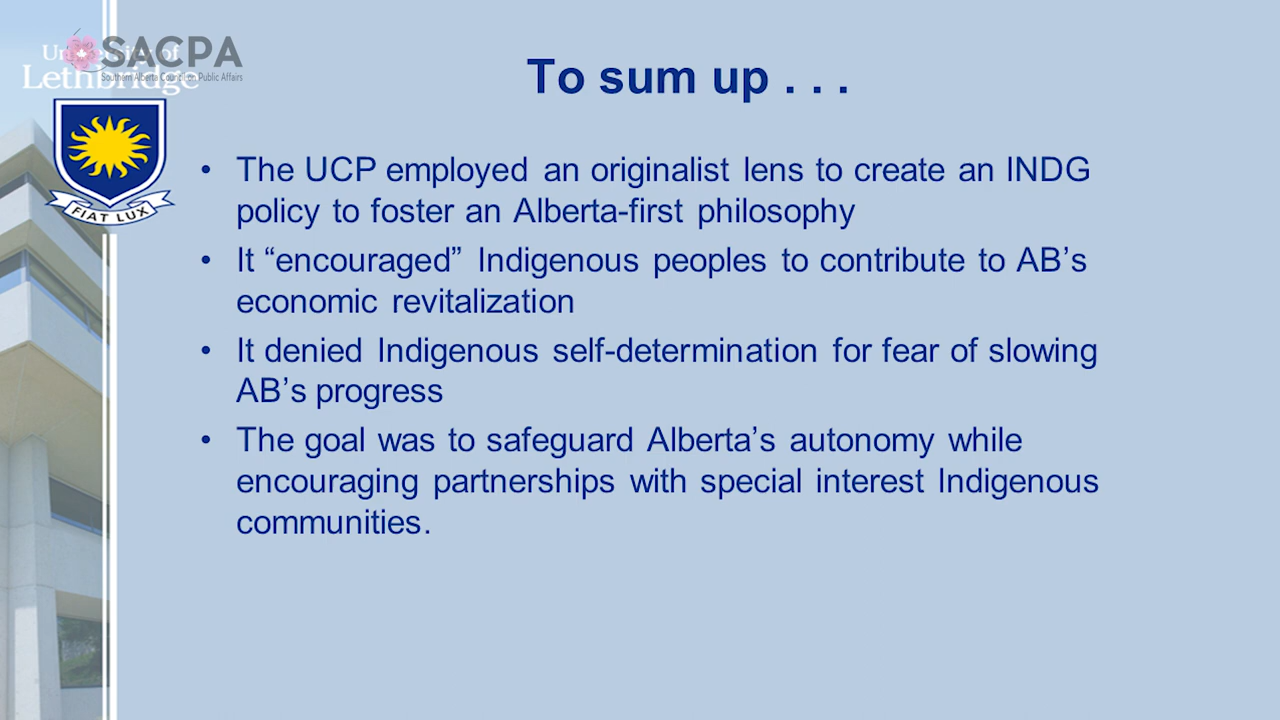 University of
Lethbridge
SACPA
Southern Alberta Council on Public Affairs
FIAT LUX
To sum up . . .
• The UCP employed an originalist lens to create an INDG
policy to foster an Alberta-first philosophy
• It “encouraged” Indigenous peoples to contribute to AB’s
economic revitalization
• It denied Indigenous self-determination for fear of slowing
AB’s progress
• The goal was to safeguard Alberta’s autonomy while
encouraging partnerships with special interest Indigenous
communities.